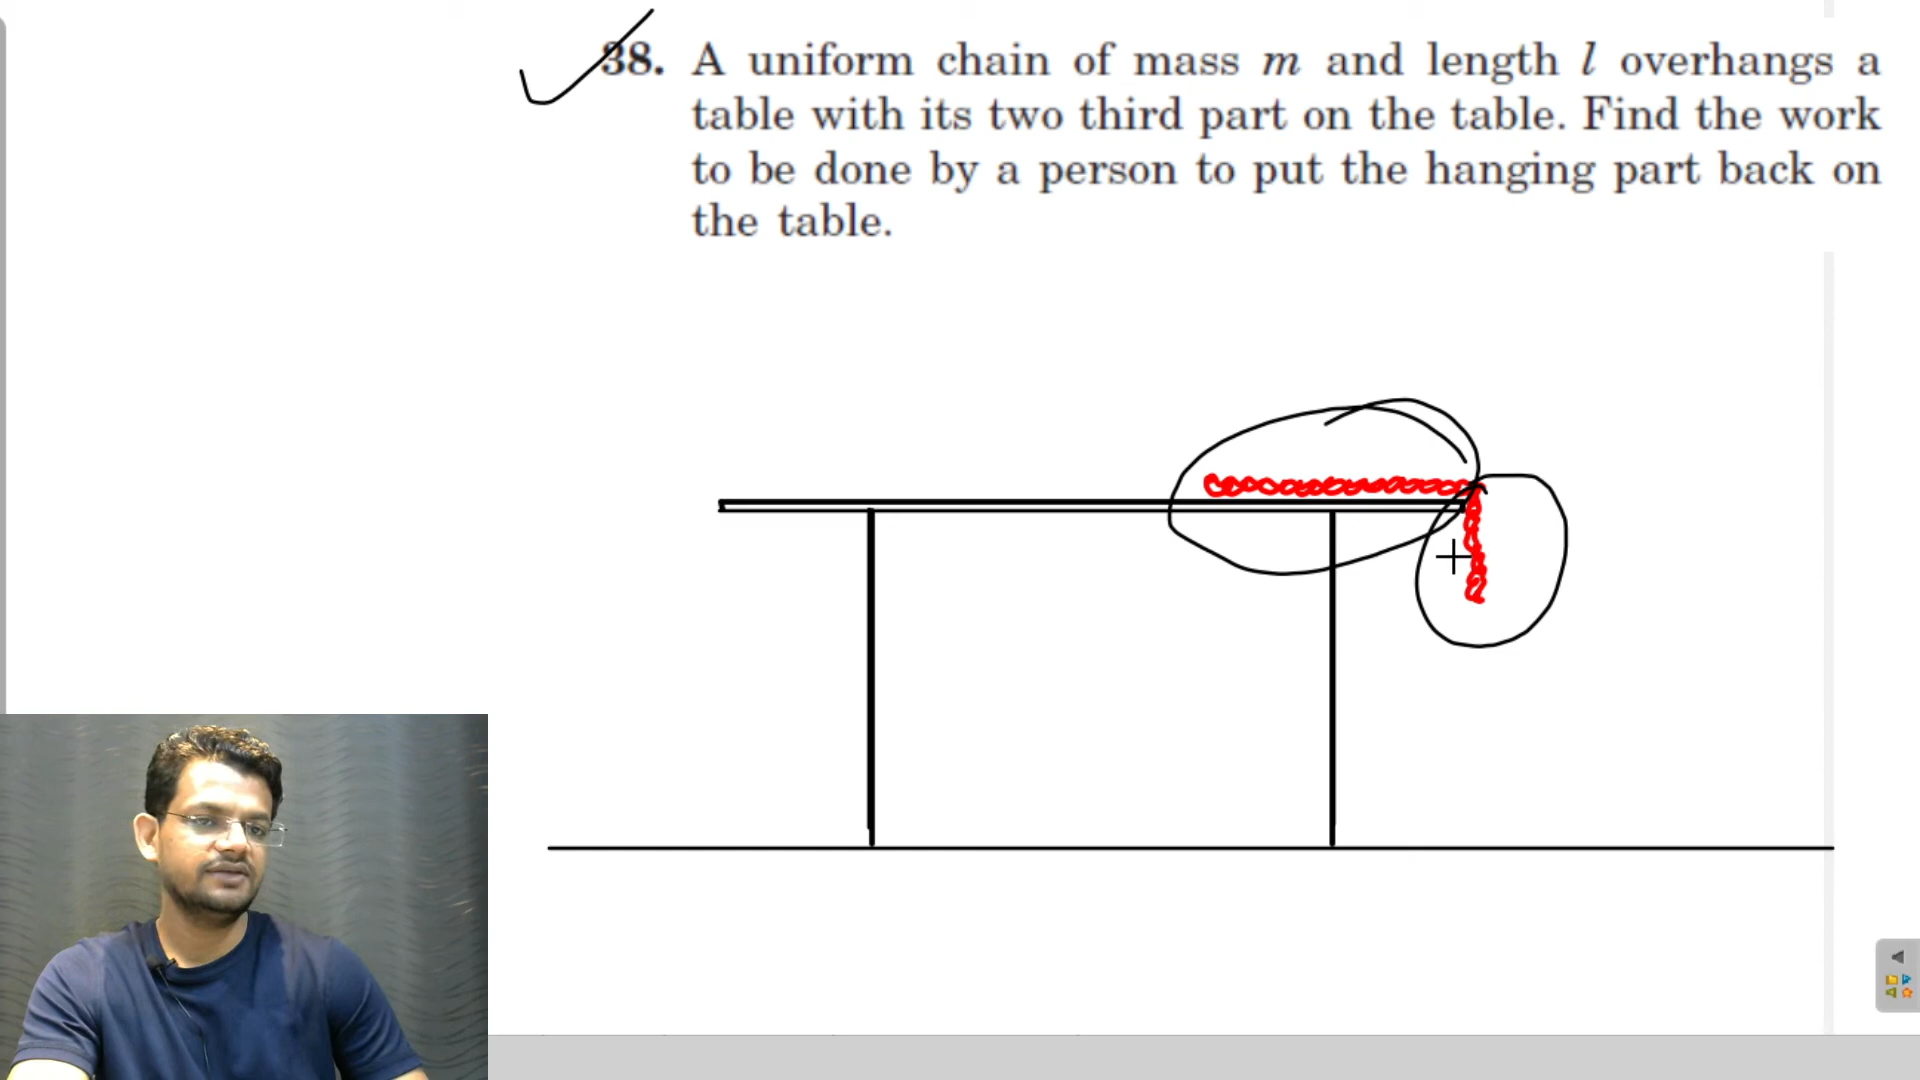 38. A uniform chain of mass m and length l overhangs a
table with its two third part on the table. Find the work
to be done by a person to put the hanging part back on
the table.